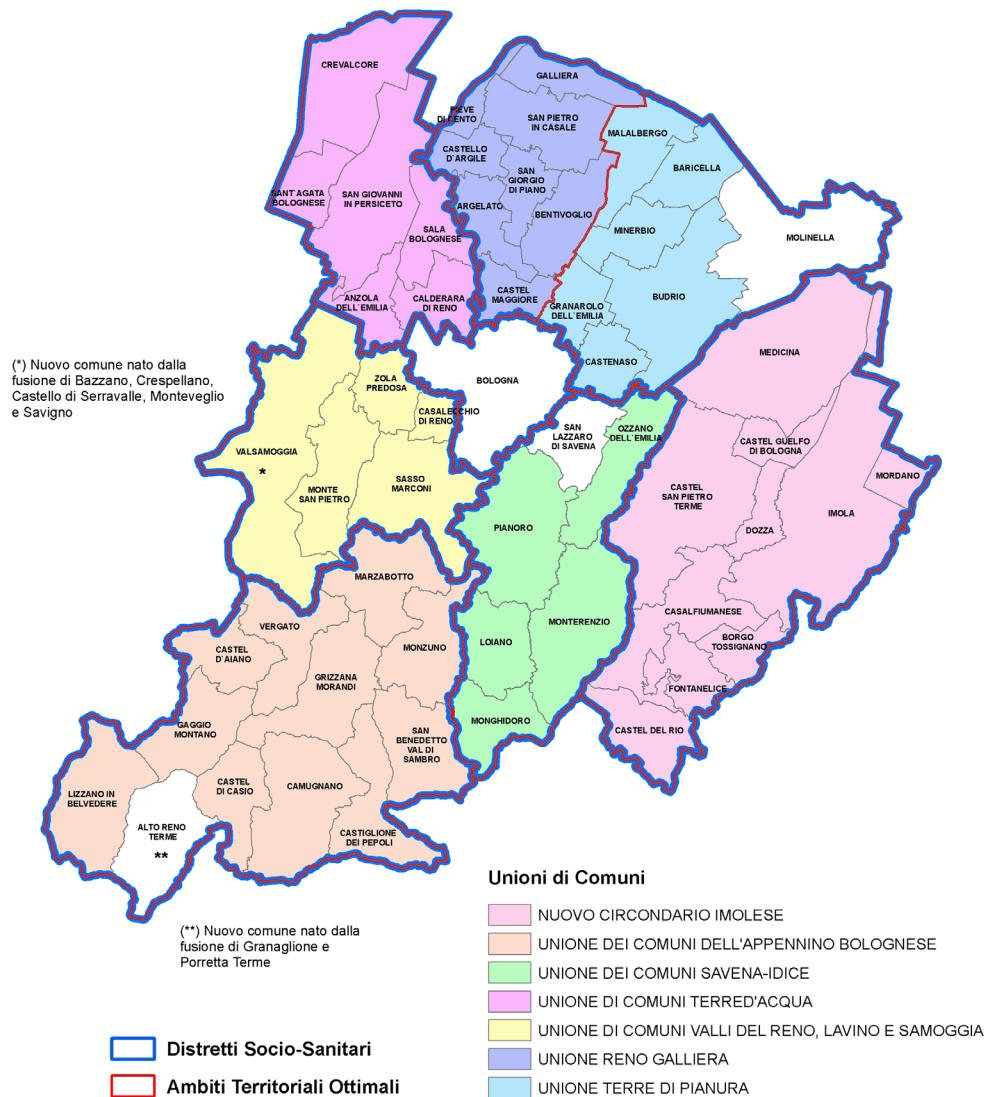 CREVALCORE
GALLIERA
PIEVE
DI CENTO
SAN PIETRO
IN CASALE
MALALBERGO
CASTELLO
D`ARGILE
BARICELLA
SAN
GIORGIO
DI PIANO
SANT`AGATA
BOLOGNESE
SAN GIOVANNI
IN PERSICETO
ARGELATO
BENTIVOGLIO
SALA
BOLOGNESE
MINERBIO
MOLINELLA
CASTEL
MAGGIORE
BUDRIO
ANZOLA
DELL`EMILIA
CALDERARA
DI RENO
GRANAROLO
DELL`EMILIA
MEDICINA
CASTENASO
(*) Nuovo comune nato dalla
fusione di Bazzano, Crespellano,
Castello di Serravalle, Monteveglio
e Savigno
ZOLA
PREDOSA
BOLOGNA
CASALECCHIO
DI RENO
SAN
LAZZARO
DI SAVENA
OZZANO
DELL`EMILIA
CASTEL GUELFO
DI BOLOGNA
VALSAMOGGIA
*
SASSO
MARCONI
MORDANO
MONTE
SAN PIETRO
CASTEL
SAN PIETRO
TERME
IMOLA
PIANORO
DOZZA
MARZABOTTO
CASALFIUMANESE
VERGATO
MONTERENZIO
BORGO
TOSSIGNANO
CASTEL
D`AIANO
LOIANO
MONZUNO
GRIZZANA
MORANDI
FONTANELICE
MONGHIDORO
GAGGIO
MONTANO
CASTEL DEL RIO
SAN
BENEDETTO
VAL DI
SAMBRO
LIZZANO IN
BELVEDERE
CASTEL
DI CASIO
CAMUGNANO
ALTO RENO
TERME
**
CASTIGLIONE
DEI PEPOLI
(**) Nuovo comune nato dalla
fusione di Granaglione e
Porretta Terme
Unioni di Comuni
NUOVO CIRCONDARIO IMOLESE
UNIONE DEI COMUNI DELL'APPENNINO BOLOGNESE
UNIONE DEI COMUNI SAVENA-IDICE
UNIONE DI COMUNI TERRED'ACQUA
UNIONE DI COMUNI VALLI DEL RENO, LAVINO E SAMOGGIA
UNIONE RENO GALLIERA
UNIONE TERRE DI PIANURA
Distretti Socio-Sanitari
Ambiti Territoriali Ottimali